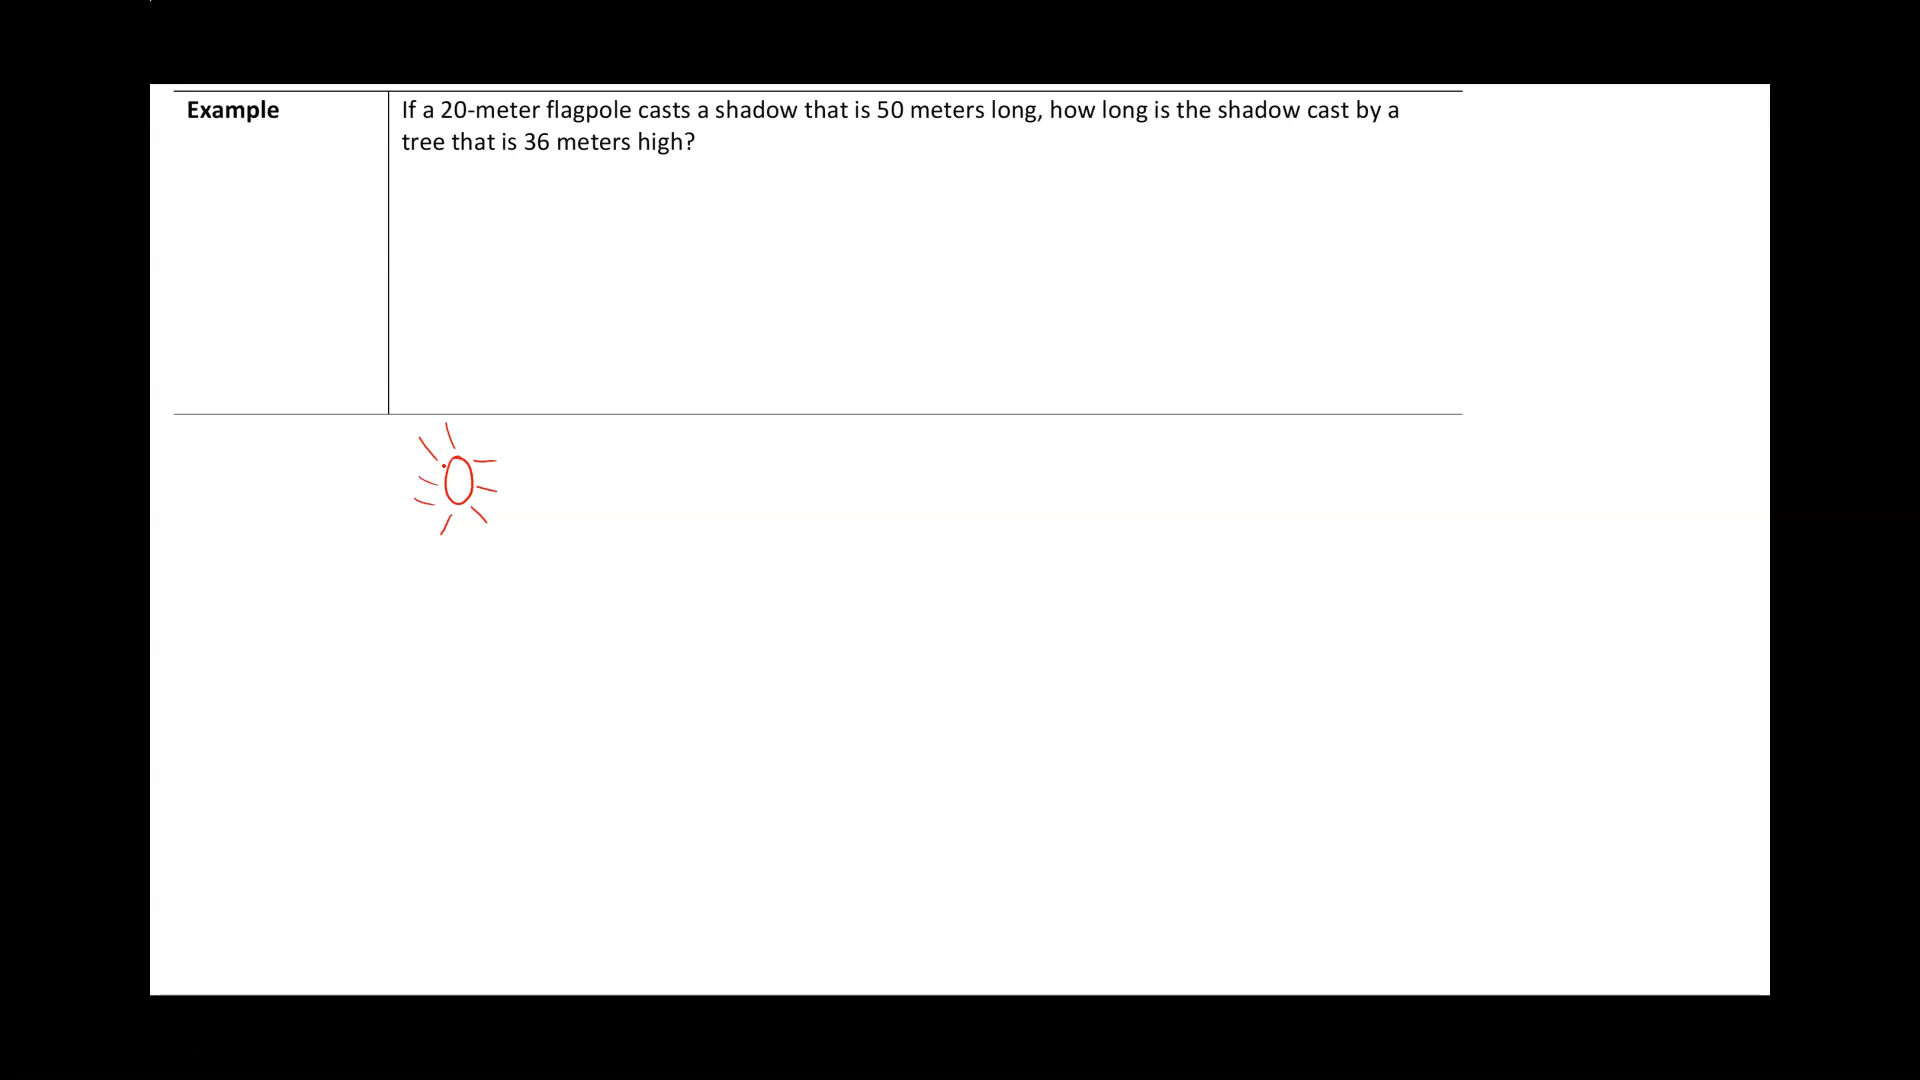 Example
If a 20-meter flagpole casts a shadow that is 50 meters long, how long is the shadow cast by a
tree that is 36 meters high?